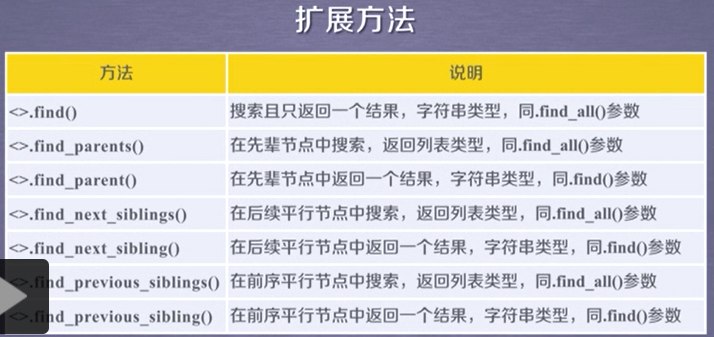 扩展方法
方法 说明
<>.find() 搜索且只返回一个结果，字符串类型，同.find_all()参数
<>.find_parents() 在先辈节点中搜索，返回列表类型，同.find_all()参数
<>.find_parent() 在先辈节点中返回一个结果，字符串类型，同.find()参数
<>.find_next_siblings() 在后续平行节点中搜索，返回列表类型，同.find_all()参数
<>.find_next_sibling() 在后续平行节点中返回一个结果，字符串类型，同.find()参数
.find_previous_siblings() 在前序平行节点中搜索，返回列表类型，同.find_all()参数
.find_previous_sibling() 在前序平行节点中返回一个结果，字符串类型，同.find()参数